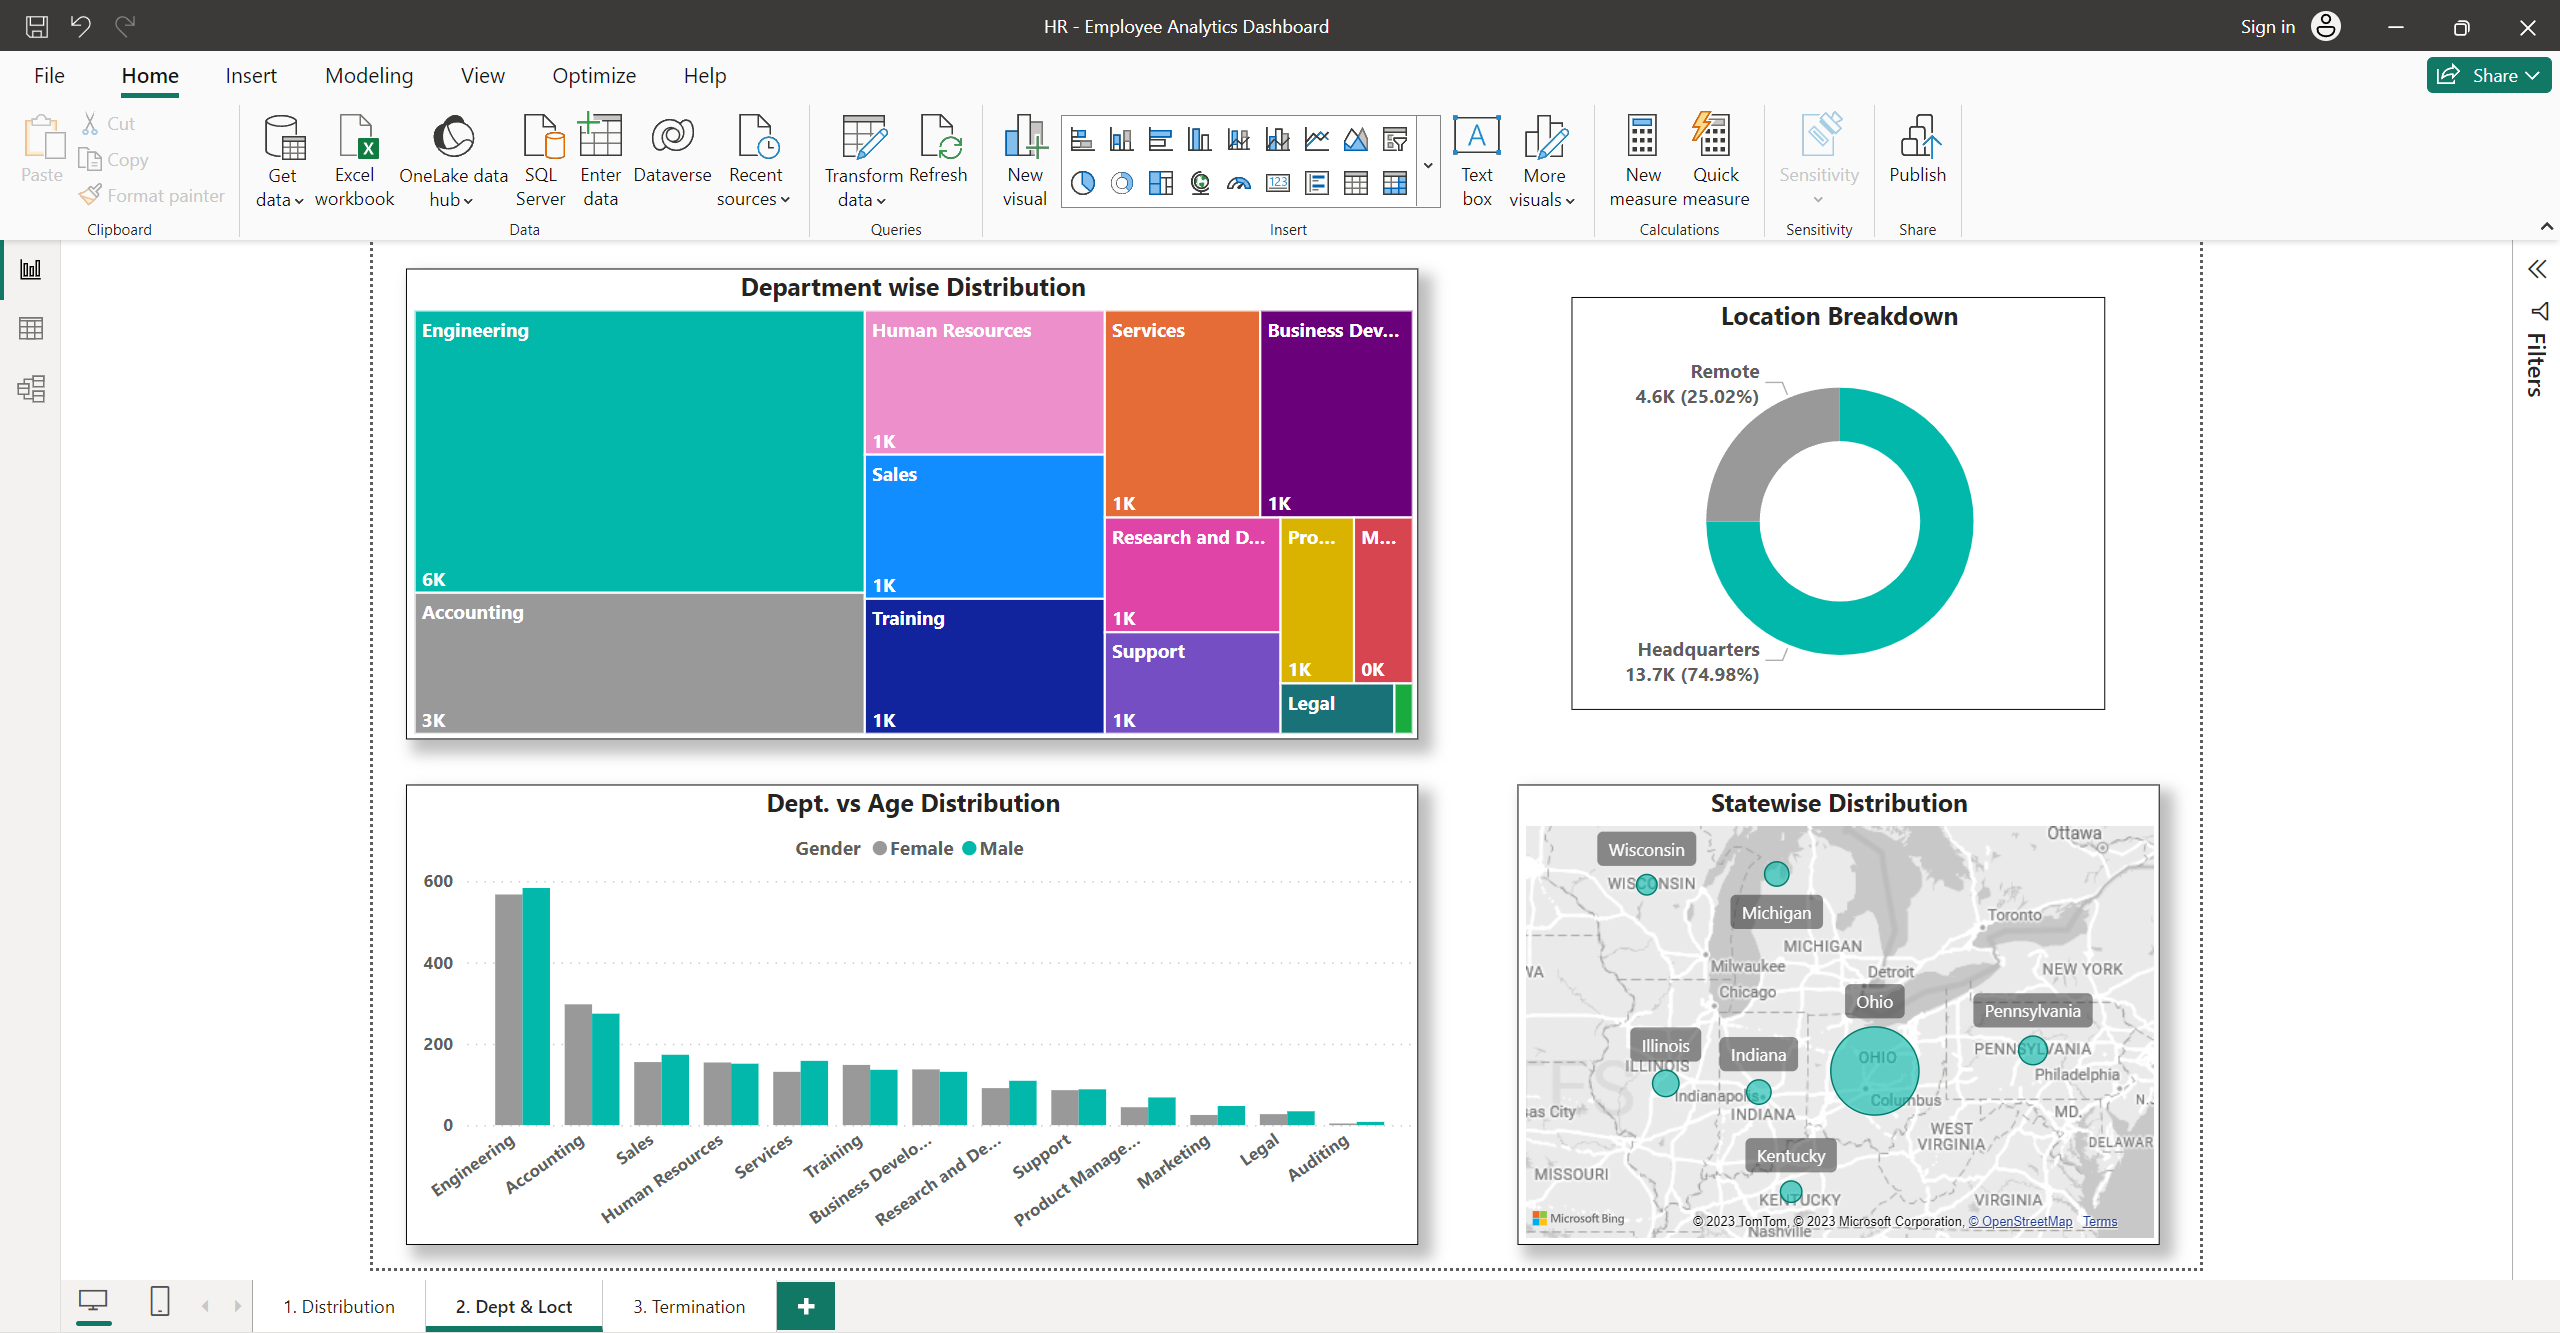 HR - Employee Analytics Dashboard
Sign in
File Home Insert Modeling View Optimize Help
Share
Paste
Cut
Copy
Format painter
Clipboard
Get data
Excel workbook
OneLake data hub
SQL Server
Enter data
Dataverse
Recent sources
Data
Transform data
Refresh
Queries
New visual
123
Insert
A
Text box
More visuals
New measure
Quick measure
Calculations
Sensitivity
Sensitivity
Publish
Share
Filters
Department wise Distribution
Engineering
6K
Accounting
3K
Human Resources
1K
Sales
1K
Training
1K
Services
1K
Business Dev...
1K
Research and D...
1K
Support
1K
Pro...
1K
M...
0K
Legal
Location Breakdown
Remote
4.6K (25.02%)
Headquarters
13.7K (74.98%)
Dept. vs Age Distribution
Gender Female Male
600
400
200
0
Engineering
Accounting
Sales
Human Resources
Services
Training
Business Develo...
Research and De...
Support
Product Manage...
Marketing
Legal
Auditing
Statewise Distribution
Ottawa
Wisconsin
WISCONSIN
Michigan
Toronto
MICHIGAN
Milwaukee
Detroit
WA
NEW YORK
Chicago
Ohio
Pennsylvania
Illinois
Indiana
OHIO
PENNSYLVANIA
ILLINOIS
Philadelphia
Indianapolis
Columbus
N..
sas City
INDIANA
MD.
WEST
VIRGINIA
DELAWAR
Kentucky
MISSOURI
KENTUCKY
VIRGINIA
Microsoft Bing
© 2023 TomTom, © 2023 Microsoft Corporation, © OpenStreetMap Terms
Nashville
1. Distribution
2. Dept & Loct
3. Termination